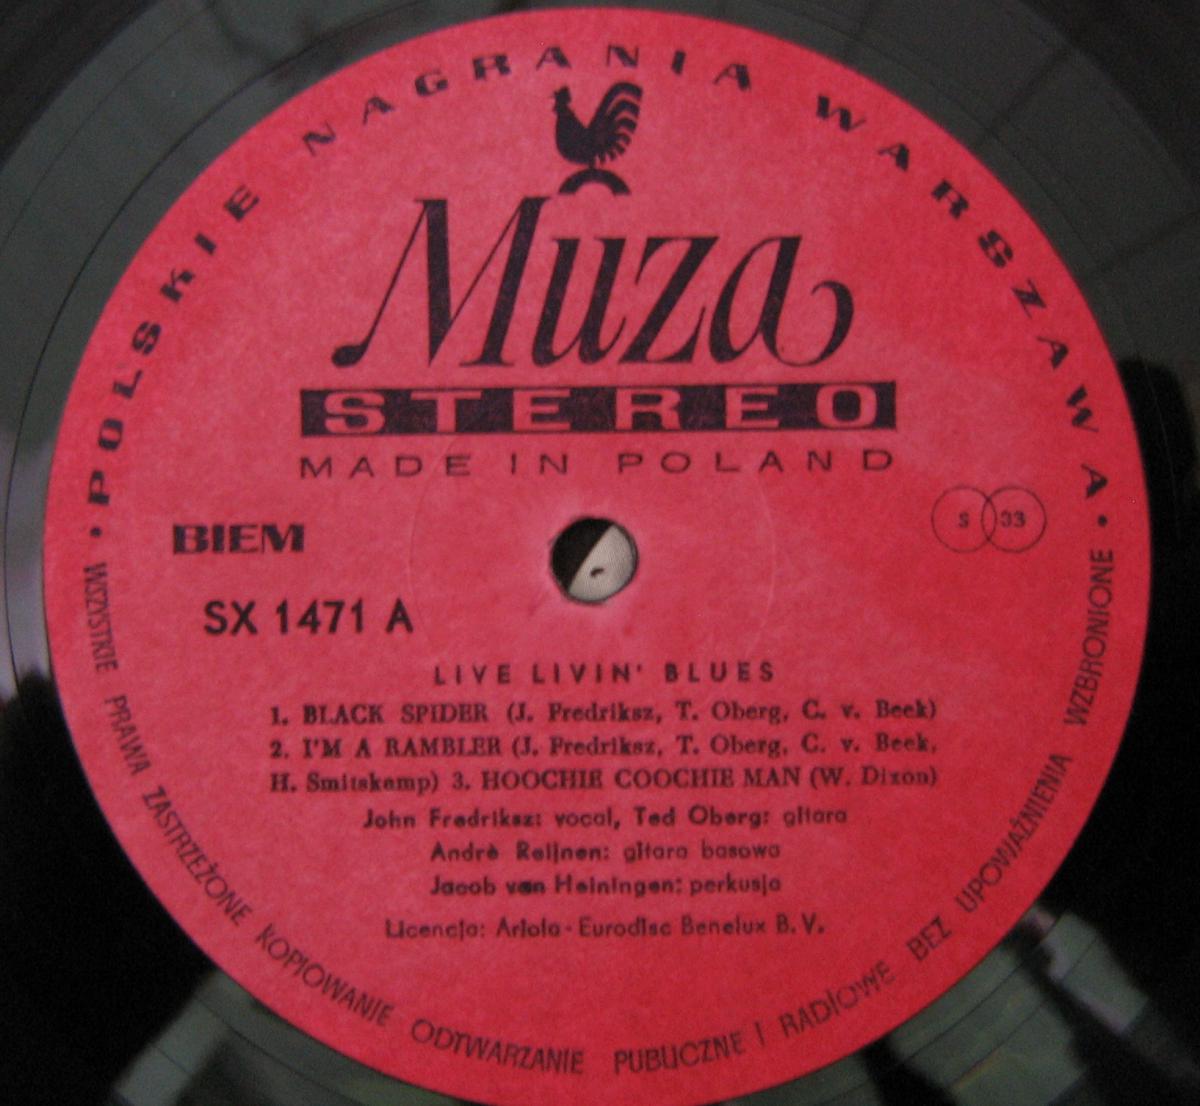 • POLSKIE NAGRANIA WARSZAWA •
Muza
STEREO
MADE IN POLAND
BIEM
S 33
SX 1471 A
LIVE LIVIN' BLUES
1. BLACK SPIDER (J. Fredriksz, T. Oberg, C. v. Beek)
2. I'M A RAMBLER (J. Fredriksz, T. Oberg, C. v. Beek,
H. Smitskamp) 3. HOOCHIE COOCHIE MAN (W. Dixon)
John Fredriksz: vocal, Ted Oberg: gitara
Andrè Reijnen: gitara basowa
Jacob van Heiningen: perkusja
Licencja: Ariola - Eurodisc Benelux B. V.
WSZYSTKIE PRAWA ZASTRZEŻONE KOPIOWANIE ODTWARZANIE PUBLICZNE I RADIOWE BEZ UPOWAŻNIENIA WZBRONIONE